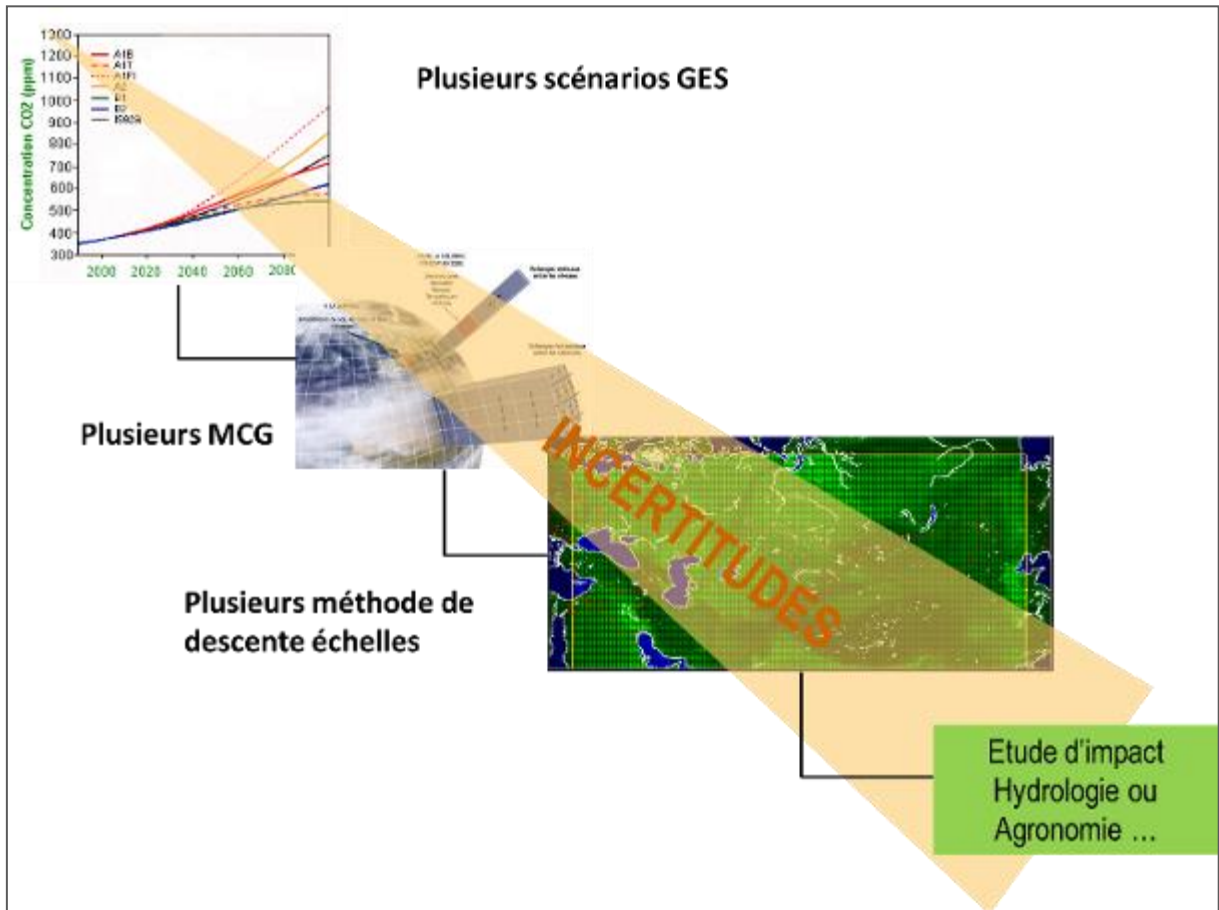 1300
1200
1100
1000
900
800
700
600
500
400
300
Concentration CO2 (ppm)
A1B
A1T
A1FI
A2
B1
B2
IS92a
2000 2020 2040 2060 2080
Plusieurs scénarios GES
Plusieurs MCG
INCERTITUDES
Plusieurs méthode de
descente échelles
Etude d'impact
Hydrologie ou
Agronomie ...